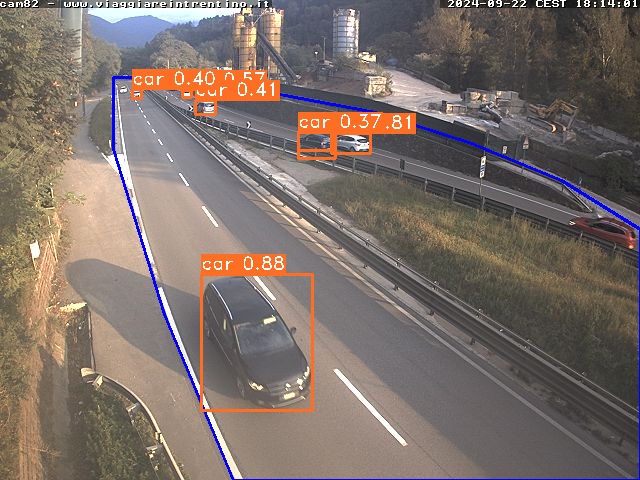 cam82 - www.viaggiareintrentino.it
2024-09-22 CEST 18:14:01
car 0.40 0.57
car 0.41
car 0.37.81
car 0.88